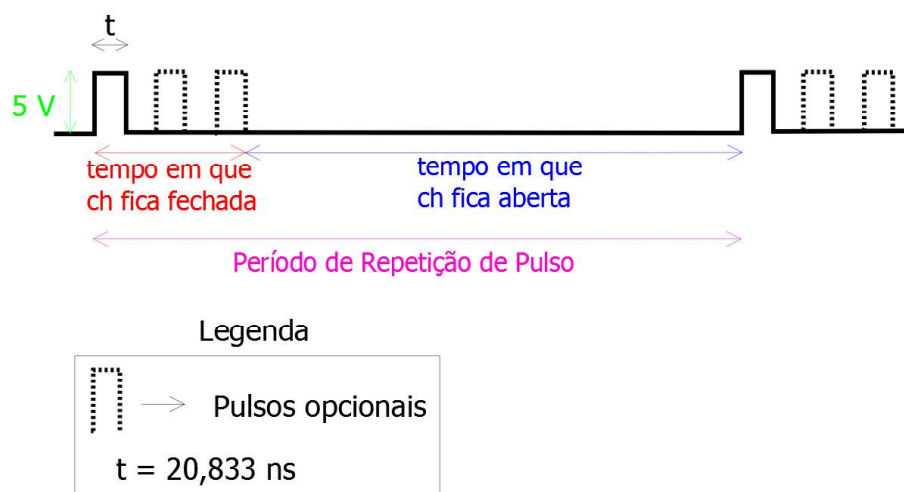 t
5 V
tempo em que
ch fica fechada
tempo em que
ch fica aberta
Período de Repetição de Pulso
Legenda
Pulsos opcionais
t = 20,833 ns